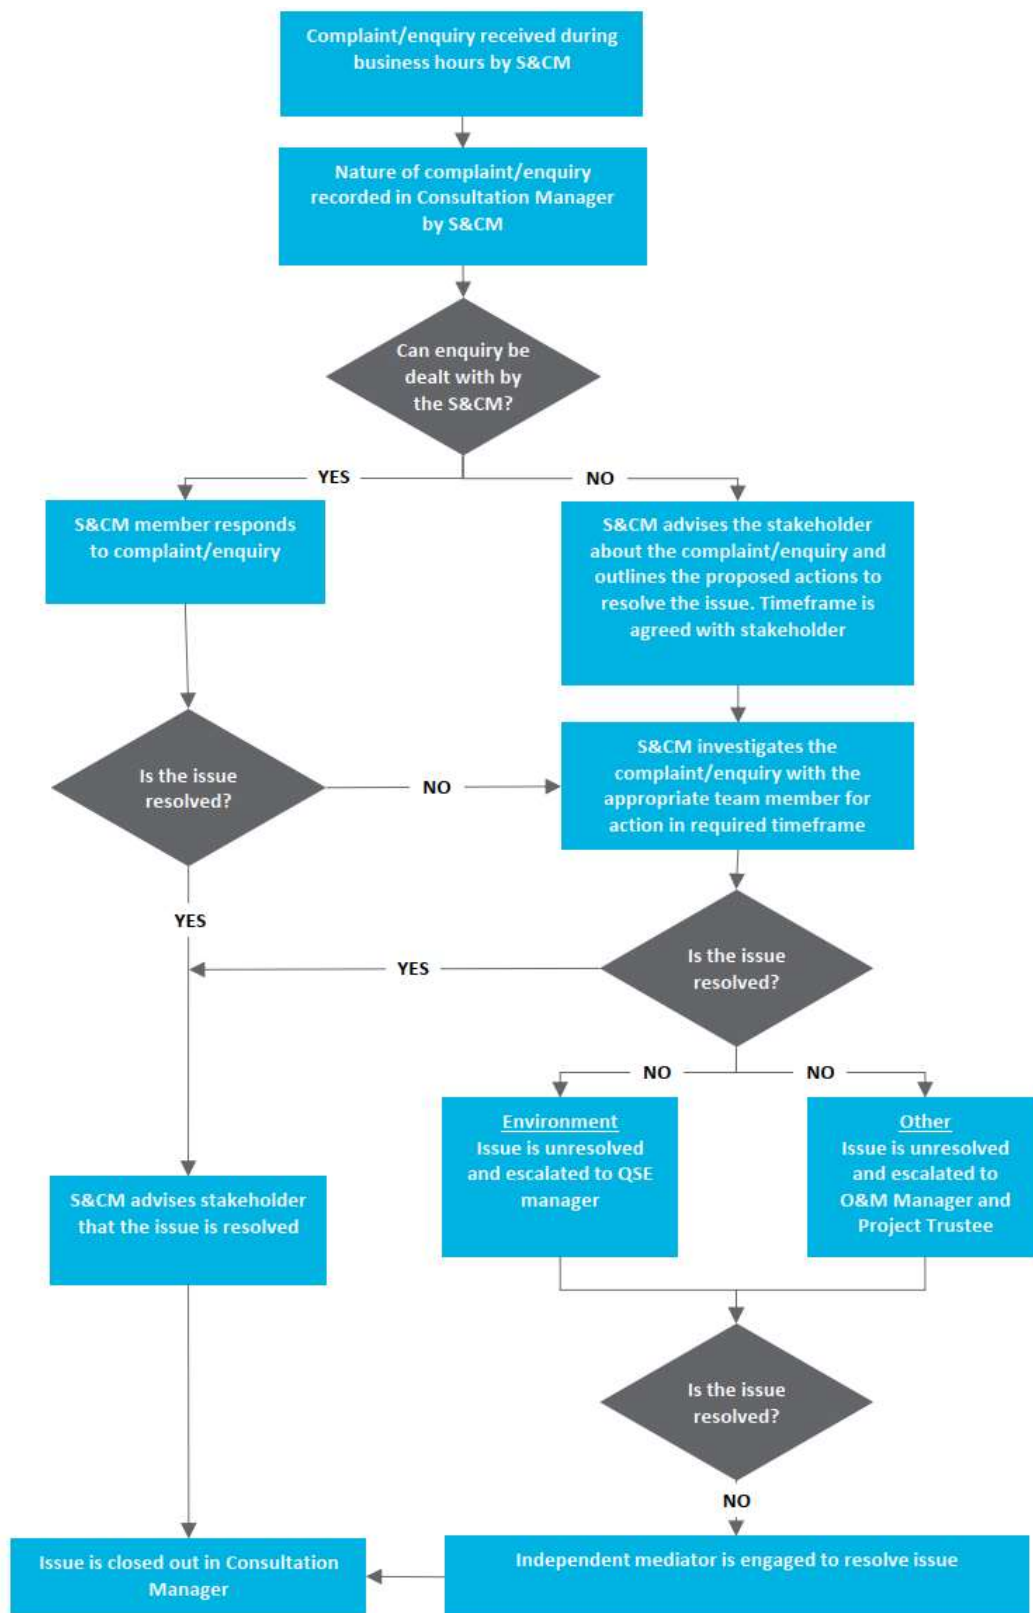 Complaint/enquiry received during
business hours by S&CM
Nature of complaint/enquiry
recorded in Consultation Manager
by S&CM
Can enquiry be
dealt with by
the S&CM?
YES
NO
S&CM member responds
to complaint/enquiry
S&CM advises the stakeholder
about the complaint/enquiry and
outlines the proposed actions to
resolve the issue. Timeframe is
agreed with stakeholder
Is the issue
resolved?
NO
S&CM investigates the
complaint/enquiry with the
appropriate team member for
action in required timeframe
YES
Is the issue
resolved?
YES
NO
NO
Environment
Issue is unresolved
and escalated to QSE
manager
Other
Issue is unresolved
and escalated to
O&M Manager and
Project Trustee
S&CM advises stakeholder
that the issue is resolved
Is the issue
resolved?
NO
Issue is closed out in Consultation
Manager
Independent mediator is engaged to resolve issue